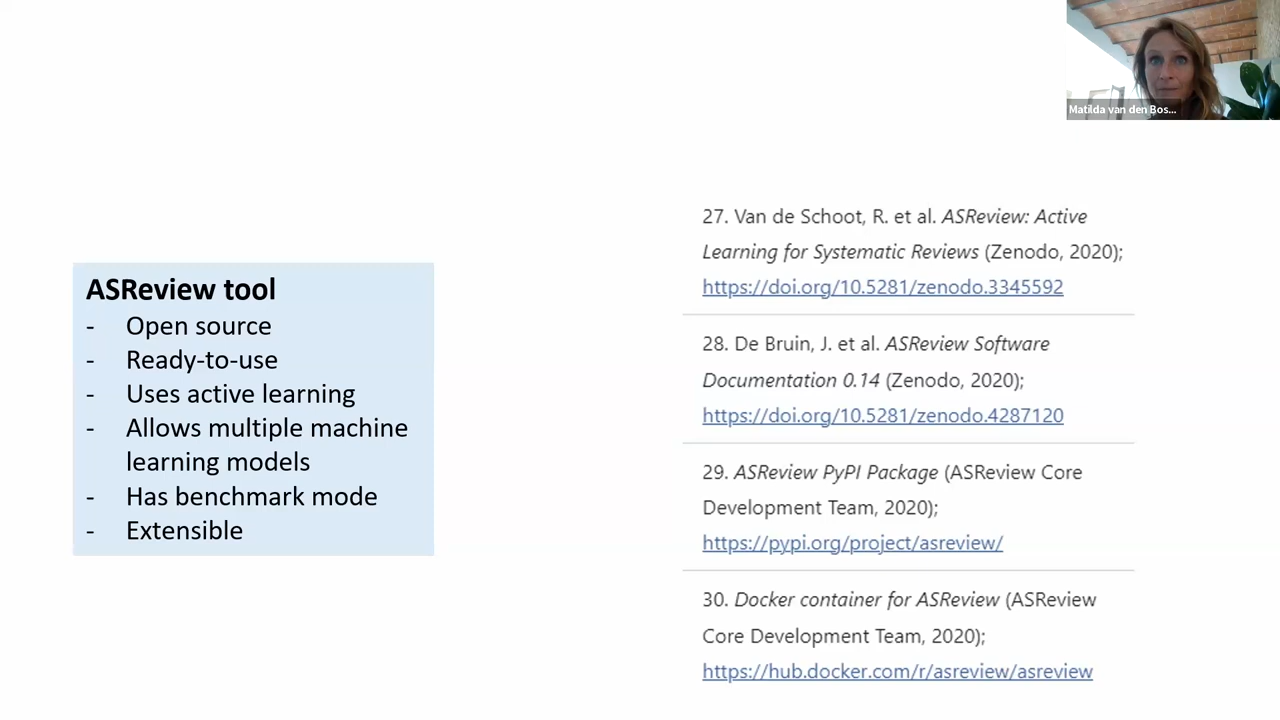 Matilda van den Bos...
ASReview tool
- Open source
- Ready-to-use
- Uses active learning
- Allows multiple machine
learning models
- Has benchmark mode
- Extensible
27. Van de Schoot, R. et al. ASReview: Active
Learning for Systematic Reviews (Zenodo, 2020);
https://doi.org/10.5281/zenodo.3345592
28. De Bruin, J. et al. ASReview Software
Documentation 0.14 (Zenodo, 2020);
https://doi.org/10.5281/zenodo.4287120
29. ASReview PyPI Package (ASReview Core
Development Team, 2020);
https://pypi.org/project/asreview/
30. Docker container for ASReview (ASReview
Core Development Team, 2020);
https://hub.docker.com/r/asreview/asreview